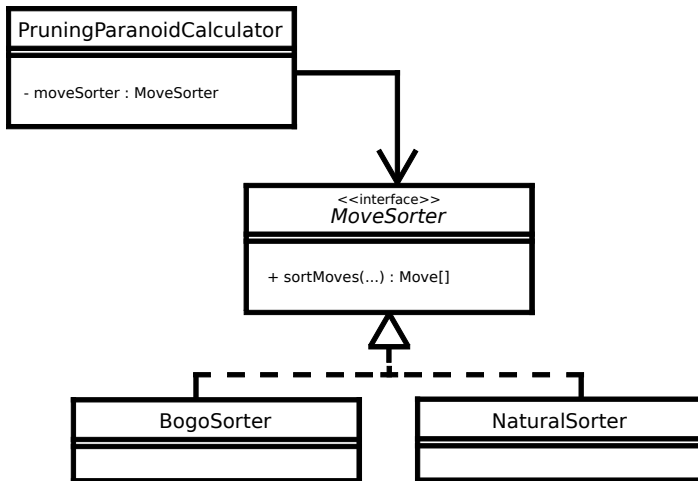 PruningParanoidCalculator
- moveSorter : MoveSorter
<<interface>>
MoveSorter
+ sortMoves(...) : Move[]
BogoSorter
NaturalSorter